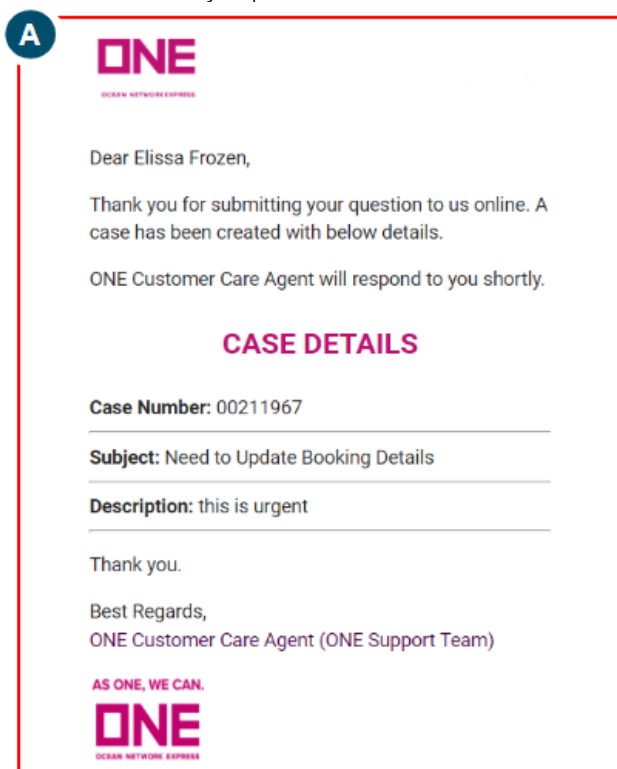 A
ONE
OCEAN NETWORK EXPRESS
Dear Elissa Frozen,
Thank you for submitting your question to us online. A
case has been created with below details.
ONE Customer Care Agent will respond to you shortly.
CASE DETAILS
Case Number: 00211967
Subject: Need to Update Booking Details
Description: this is urgent
Thank you.
Best Regards,
ONE Customer Care Agent (ONE Support Team)
AS ONE, WE CAN.
ONE
OCEAN NETWORK EXPRESS